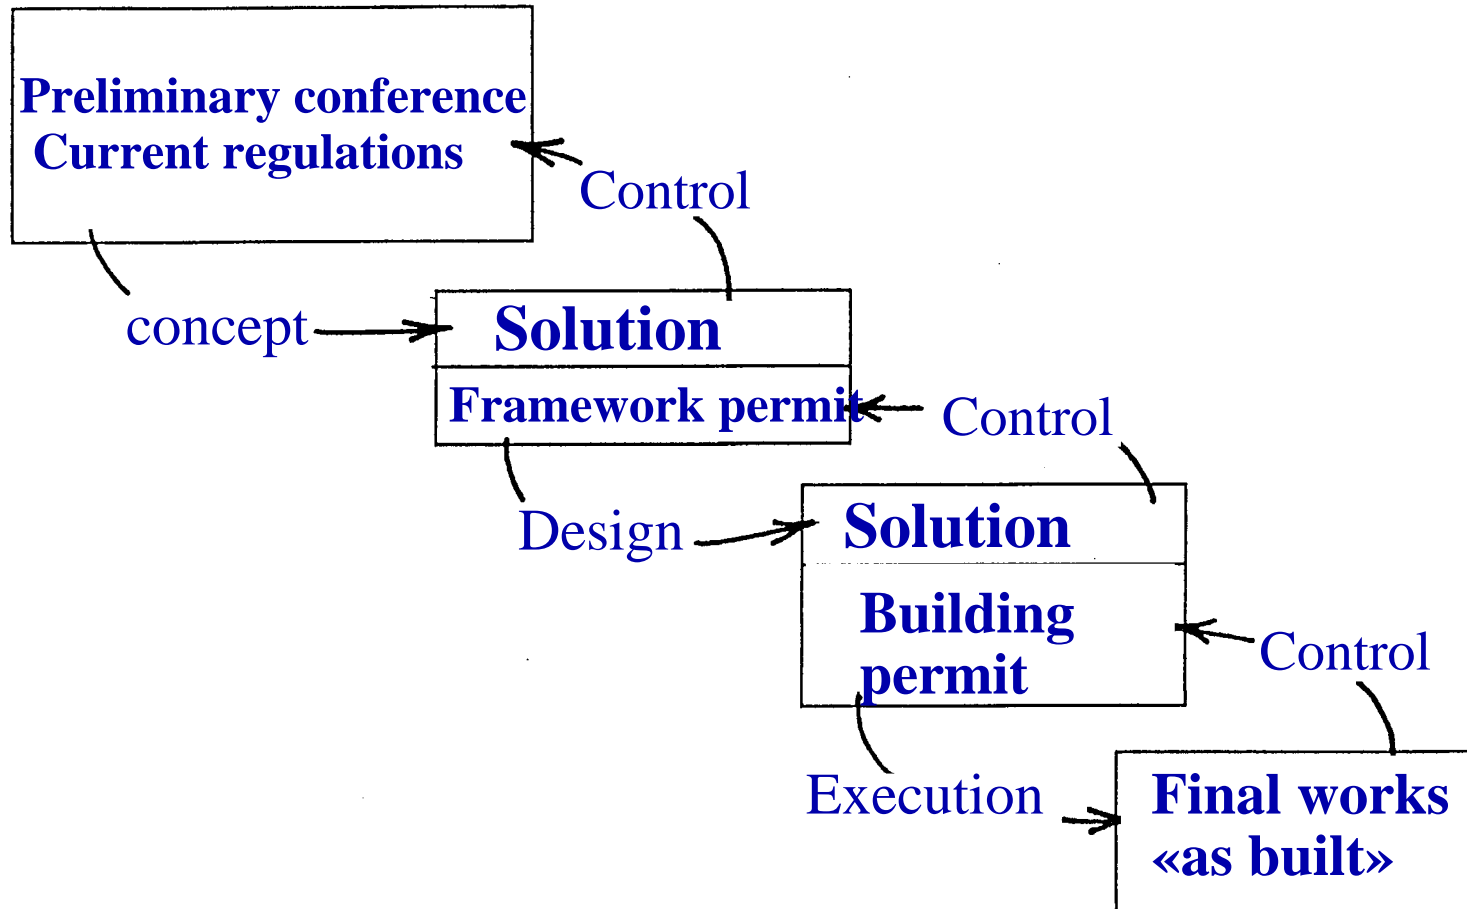 Preliminary conference
Current regulations
Control
concept
Solution
Framework permit
Control
Design
Solution
Building
permit
Control
Execution
Final works
«as built»